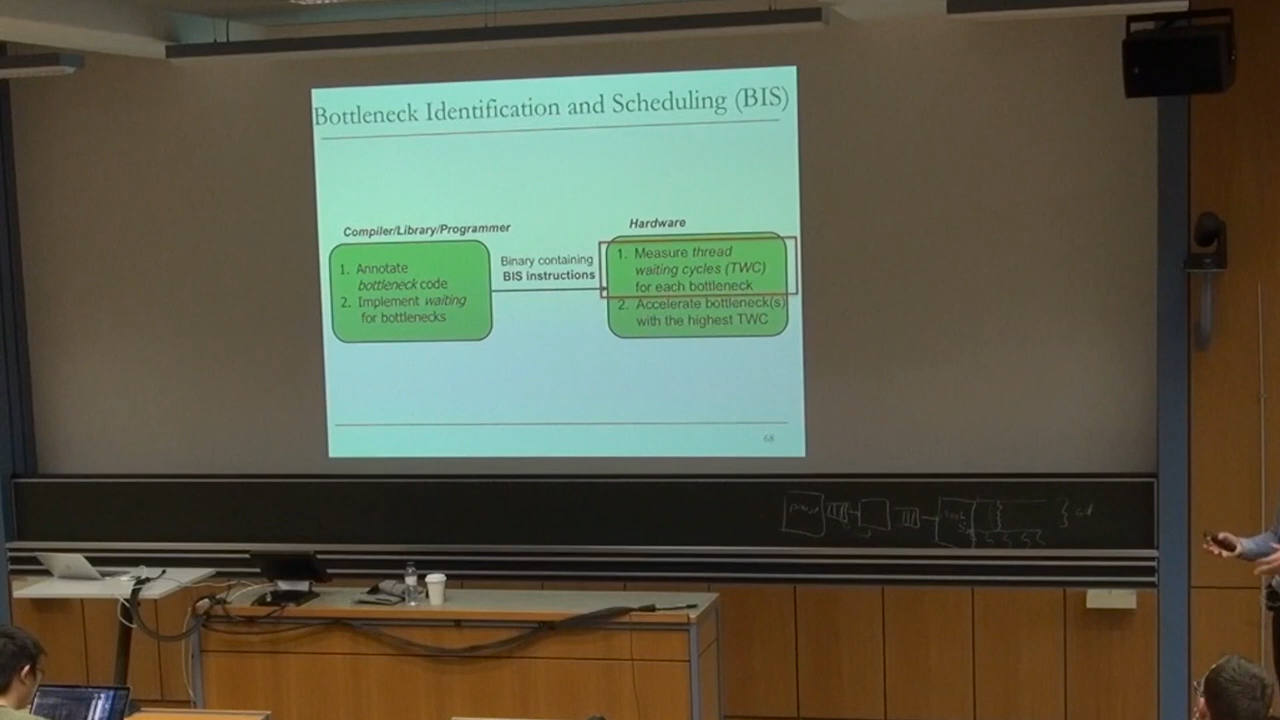 Bottleneck Identification and Scheduling (BIS)
Compiler/Library/Programmer
1. Annotate
bottleneck code
2. Implement waiting
for bottlenecks
Binary containing
BIS instructions
Hardware
1. Measure thread
waiting cycles (TWC)
for each bottleneck
2. Accelerate bottleneck(s)
with the highest TWC
68